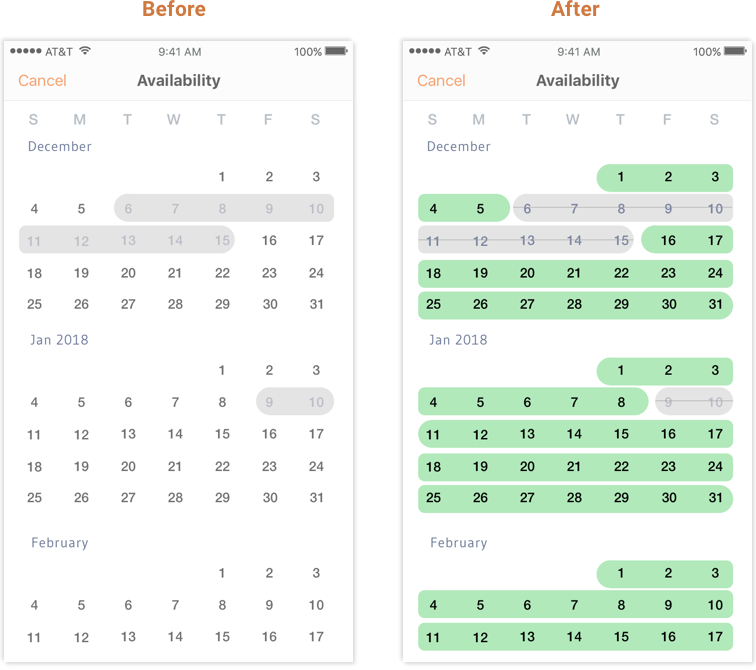 Before
AT&T 9:41 AM 100%
Cancel Availability
S M T W T F S
December
1 2 3
4 5 6 7 8 9 10
11 12 13 14 15 16 17
18 19 20 21 22 23 24
25 26 27 28 29 30 31
Jan 2018
1 2 3
4 5 6 7 8 9 10
11 12 13 14 15 16 17
18 19 20 21 22 23 24
25 26 27 28 29 30 31
February
1 2 3
4 5 6 7 8 9 10
11 12 13 14 15 16 17
After
AT&T 9:41 AM 100%
Cancel Availability
S M T W T F S
December
1 2 3
4 5 6 7 8 9 10
11 12 13 14 15 16 17
18 19 20 21 22 23 24
25 26 27 28 29 30 31
Jan 2018
1 2 3
4 5 6 7 8 9 10
11 12 13 14 15 16 17
18 19 20 21 22 23 24
25 26 27 28 29 30 31
February
1 2 3
4 5 6 7 8 9 10
11 12 13 14 15 16 17